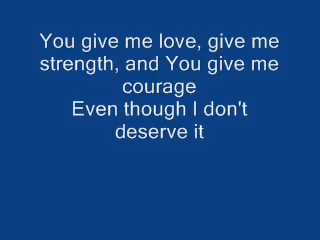 You give me love, give me
strength, and You give me
courage
Even though I don't
deserve it